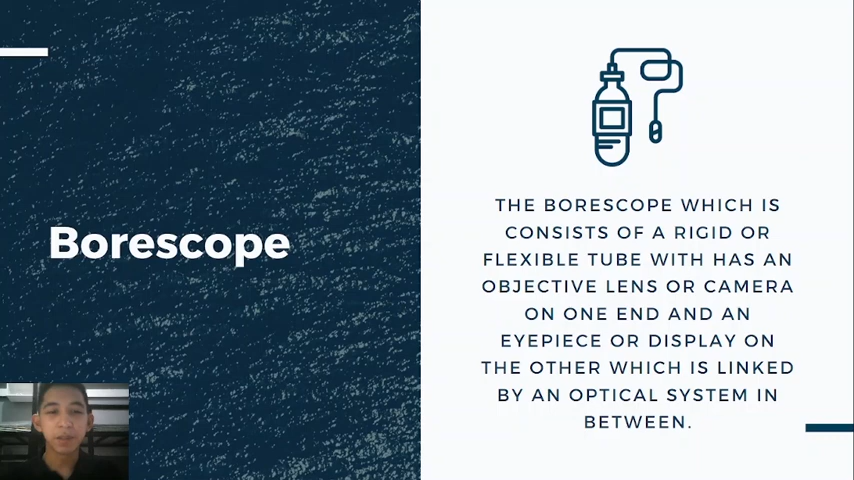 Borescope
THE BORESCOPE WHICH IS
CONSISTS OF A RIGID OR
FLEXIBLE TUBE WITH HAS AN
OBJECTIVE LENS OR CAMERA
ON ONE END AND AN
EYEPIECE OR DISPLAY ON
THE OTHER WHICH IS LINKED
BY AN OPTICAL SYSTEM IN
BETWEEN.